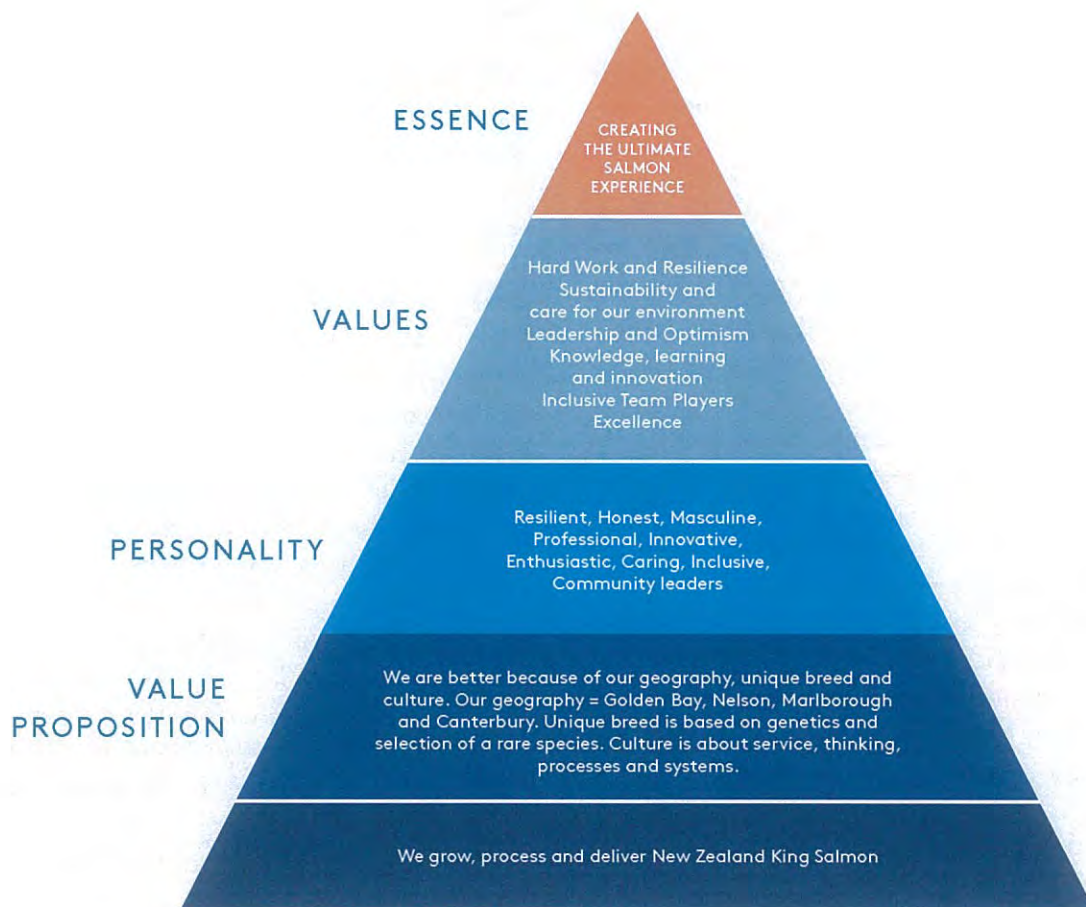 ESSENCE
CREATING
THE ULTIMATE
SALMON
EXPERIENCE
VALUES
Hard Work and Resilience
Sustainability and
care for our environment
Leadership and Optimism
Knowledge, learning
and innovation
Inclusive Team Players
Excellence
PERSONALITY
Resilient, Honest, Masculine,
Professional, Innovative,
Enthusiastic, Caring, Inclusive,
Community leaders
VALUE
PROPOSITION
We are better because of our geography, unique breed and
culture. Our geography = Golden Bay, Nelson, Marlborough
and Canterbury. Unique breed is based on genetics and
selection of a rare species. Culture is about service, thinking,
processes and systems.
We grow, process and deliver New Zealand King Salmon